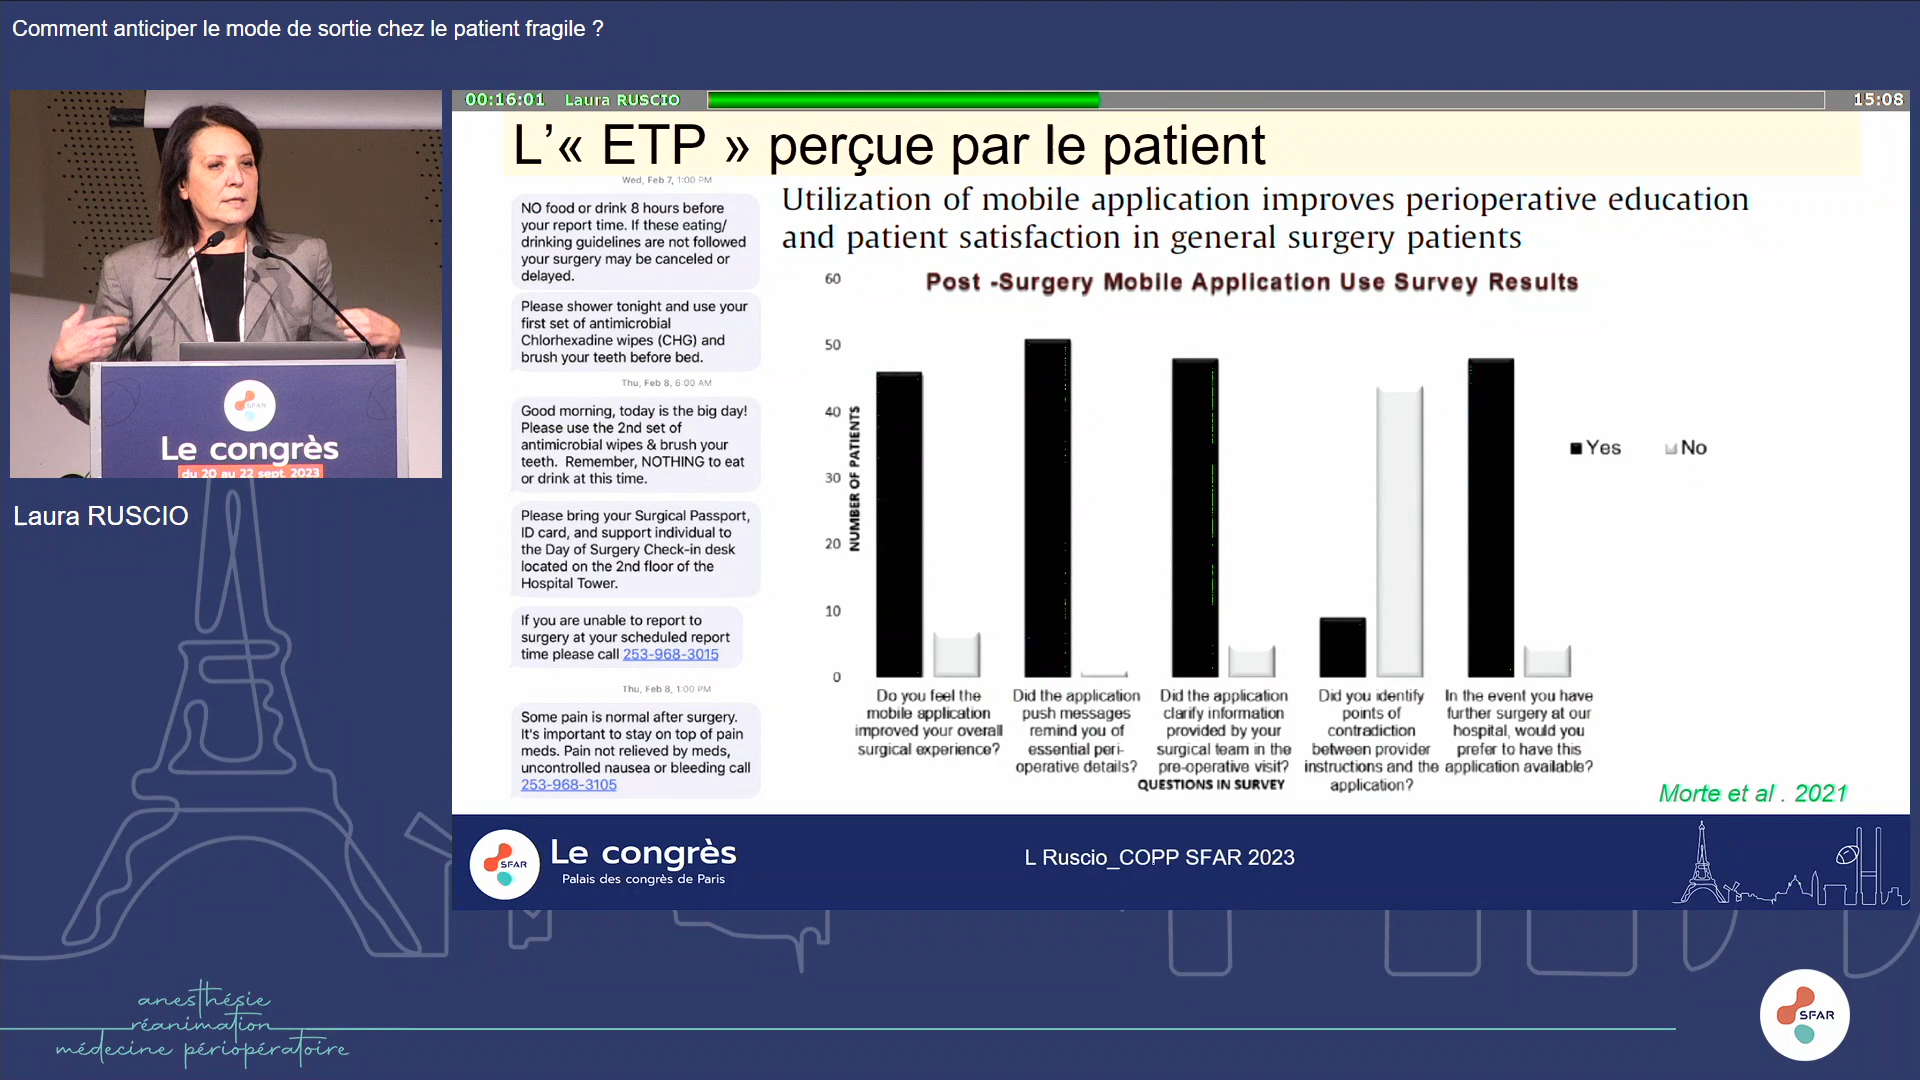 Comment anticiper le mode de sortie chez le patient fragile ?
00:16:01 Laura RUSCIO 15:08
L’« ETP » perçue par le patient
Wed, Feb 7, 1:00 PM
NO food or drink 8 hours before
your report time. If these eating/
drinking guidelines are not followed
your surgery may be canceled or
delayed.
Please shower tonight and use your
first set of antimicrobial
Chlorhexadine wipes (CHG) and
brush your teeth before bed.
Thu, Feb 8, 6:00 AM
Good morning, today is the big day!
Please use the 2nd set of
antimicrobial wipes & brush your
teeth. Remember, NOTHING to eat
or drink at this time.
Please bring your Surgical Passport,
ID card, and support individual to
the Day of Surgery Check-in desk
located on the 2nd floor of the
Hospital Tower.
If you are unable to report to
surgery at your scheduled report
time please call 253-968-3015
Thu, Feb 8, 1:00 PM
Some pain is normal after surgery.
It's important to stay on top of pain
meds. Pain not relieved by meds,
uncontrolled nausea or bleeding call
253-968-3105
Utilization of mobile application improves perioperative education
and patient satisfaction in general surgery patients
Post -Surgery Mobile Application Use Survey Results
60
50
40
30
20
10
0
NUMBER OF PATIENTS
Yes No
Do you feel the
mobile application
improved your overall
surgical experience?
Did the application
push messages
remind you of
essential peri-
operative details?
Did the application
clarify information
provided by your
surgical team in the
pre-operative visit?
Did you identify
points of
contradiction
between provider
instructions and the
application?
In the event you have
further surgery at our
hospital, would you
prefer to have this
application available?
QUESTIONS IN SURVEY
Morte et al . 2021
SFAR
Le congrès
Palais des congrès de Paris
L Ruscio_COPP SFAR 2023
SFAR
Le congrès
du 20 au 22 sept. 2023
Laura RUSCIO
anesthésie
réanimation
médecine périopératoire
SFAR